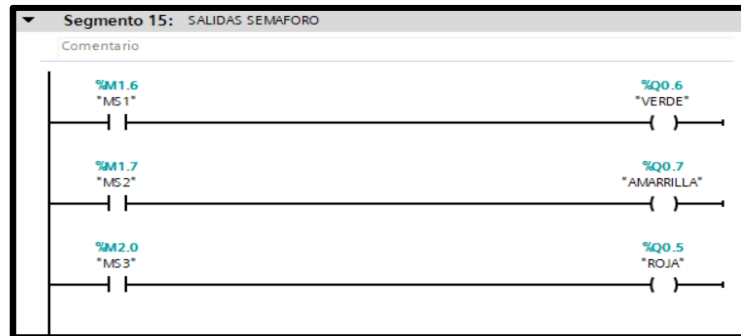 Segmento 15: SALIDAS SEMAFORO
Comentario
%M1.6 %Q0.6
"MS1" "VERDE"
%M1.7 %Q0.7
"MS2" "AMARRILLA"
%M2.0 %Q0.5
"MS3" "ROJA"